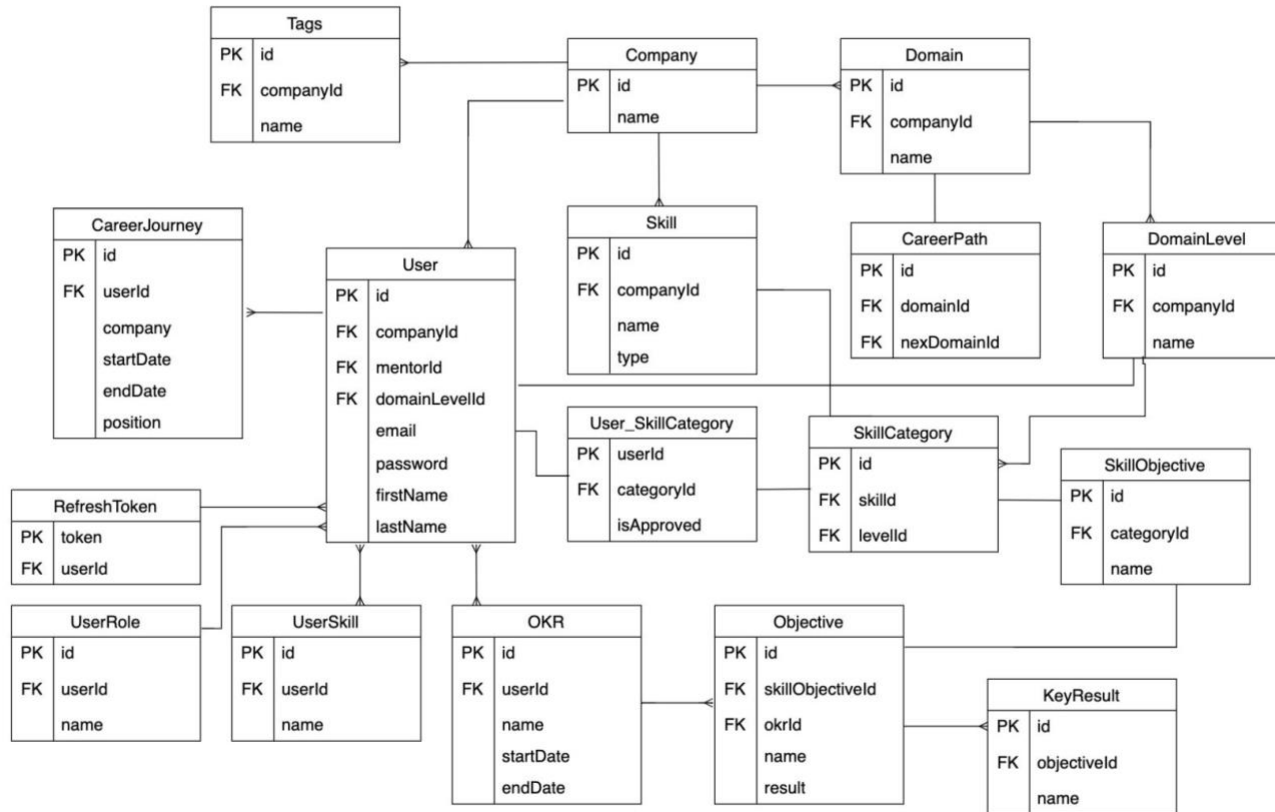 Tags
PK id
FK companyId
name
Company
PK id
name
Domain
PK id
FK companyId
name
CareerJourney
PK id
FK userId
company
startDate
endDate
position
User
PK id
FK companyId
FK mentorId
FK domainLevelId
email
password
firstName
lastName
Skill
PK id
FK companyId
name
type
CareerPath
PK id
FK domainId
FK nexDomainId
DomainLevel
PK id
FK companyId
name
User_SkillCategory
PK userId
FK categoryId
isApproved
SkillCategory
PK id
FK skillId
FK levelId
SkillObjective
PK id
FK categoryId
name
RefreshToken
PK token
FK userId
UserRole
PK id
FK userId
name
UserSkill
PK id
FK userId
name
OKR
PK id
FK userId
name
startDate
endDate
Objective
PK id
FK skillObjectiveId
FK okrId
name
result
KeyResult
PK id
FK objectiveId
name